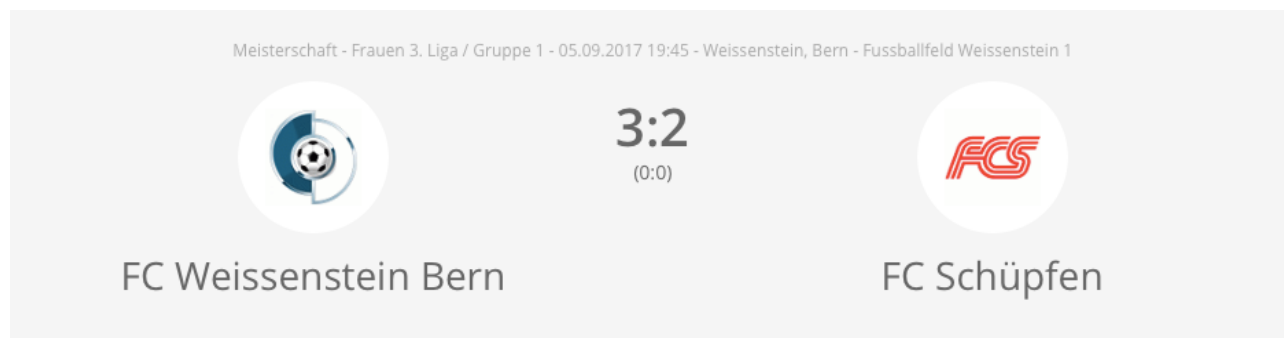 Meisterschaft - Frauen 3. Liga / Gruppe 1 - 05.09.2017 19:45 - Weissenstein, Bern - Fussballfeld Weissenstein 1
3:2
(0:0)
FCS
FC Weissenstein Bern
FC Schüpfen